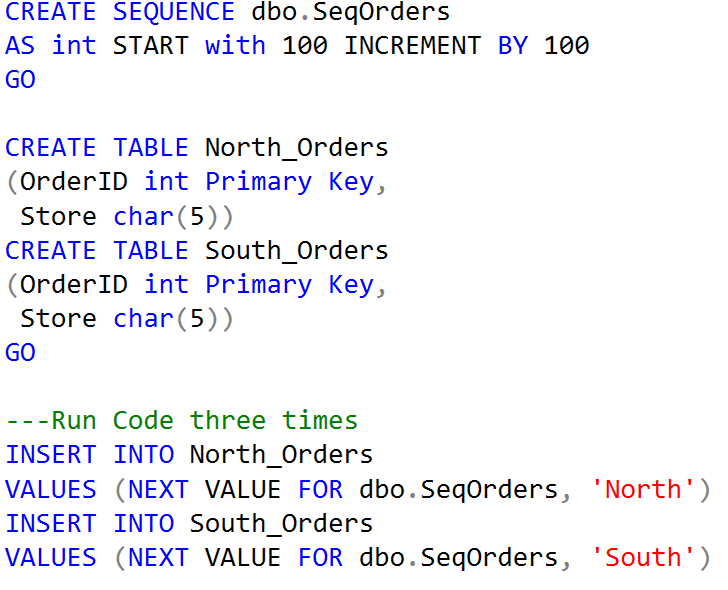 CREATE SEQUENCE dbo.SeqOrders
AS int START with 100 INCREMENT BY 100
GO
CREATE TABLE North_Orders
(OrderID int Primary Key,
Store char(5))
CREATE TABLE South_Orders
(OrderID int Primary Key,
Store char(5))
GO
---Run Code three times
INSERT INTO North_Orders
VALUES (NEXT VALUE FOR dbo.SeqOrders, 'North')
INSERT INTO South_Orders
VALUES (NEXT VALUE FOR dbo.SeqOrders, 'South')